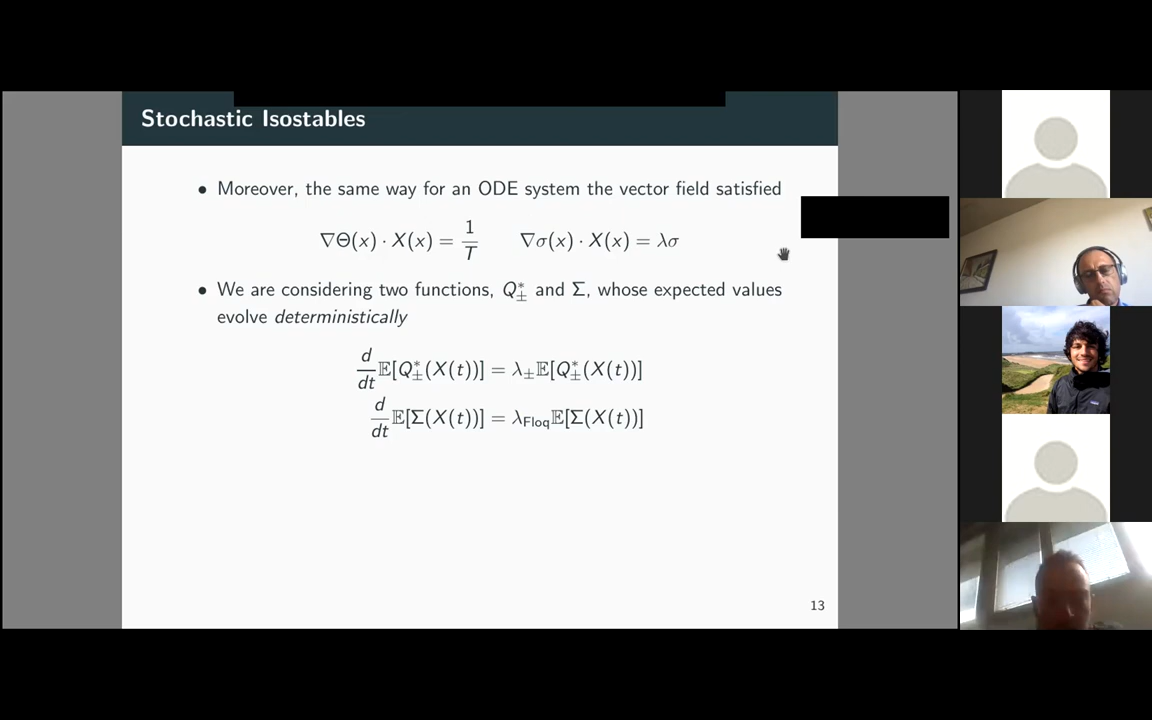 Stochastic Isostables
• Moreover, the same way for an ODE system the vector field satisfied
∇Θ(x) · X(x) = 1/T    ∇σ(x) · X(x) = λσ
• We are considering two functions, Q*± and Σ, whose expected values
evolve deterministically
d/dt 𝔼[Q*±(X(t))] = λ± 𝔼[Q*±(X(t))]
d/dt 𝔼[Σ(X(t))] = λFloq 𝔼[Σ(X(t))]
13